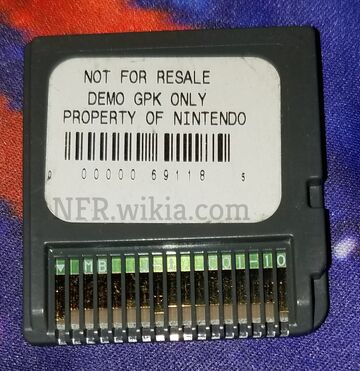 NOT FOR RESALE
DEMO GPK ONLY
PROPERTY OF NINTENDO
0 00000 69118 5
NFR.wikia.com